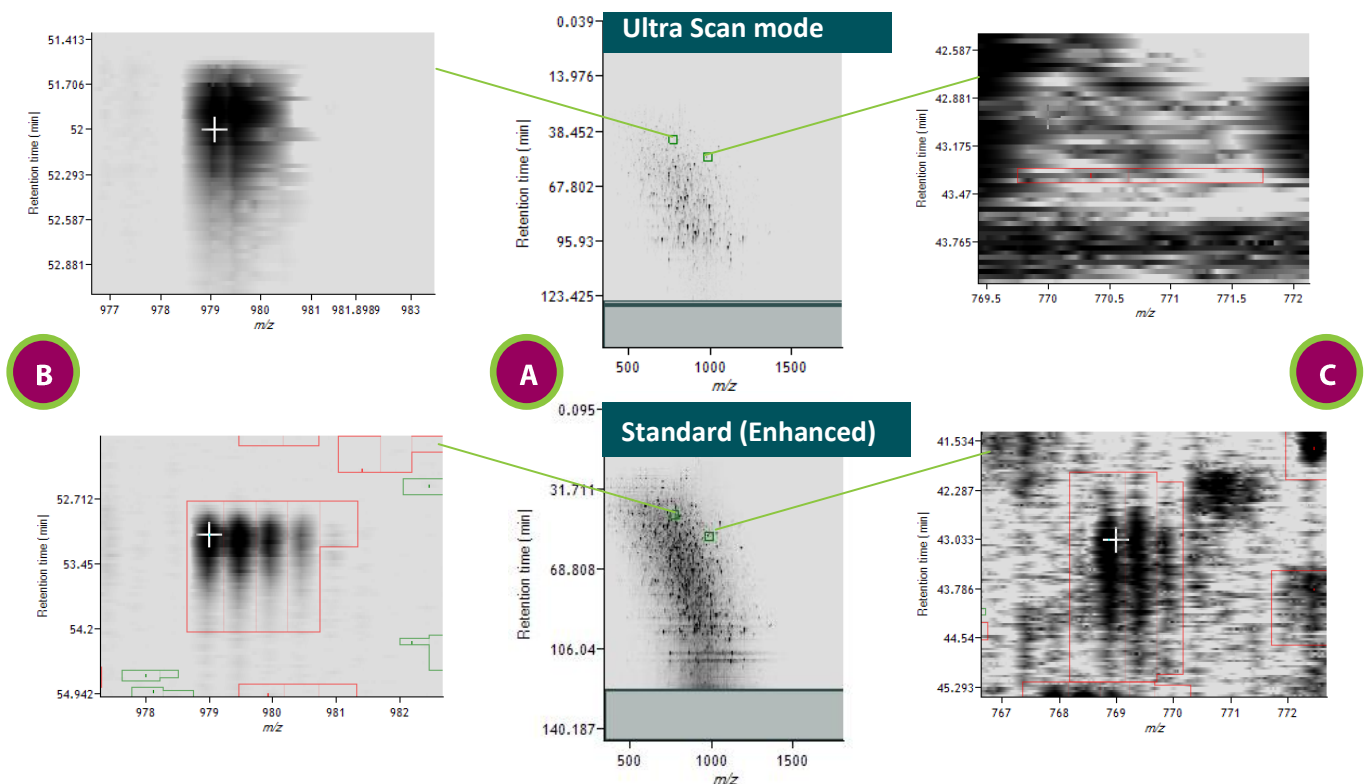 Ultra Scan mode
51.413
51.706
52
52.293
52.587
52.881
Retention time ( min|
977 978 979 980 981 981.8989 983
m/z
0.039
13.976
38.452
67.802
95.93
123.425
Retention time ( min|
500 1000 1500
m/z
42.587
42.881
43.175
43.47
43.765
Retention time ( min|
769.5 770 770.5 771 771.5 772
m/z
B
A
C
Standard (Enhanced)
52.712
53.45
54.2
54.942
Retention time ( min|
978 979 980 981 982
m/z
0.095
31.711
68.808
106.04
140.187
Retention time ( min|
500 1000 1500
m/z
41.534
42.287
43.033
43.786
44.54
45.293
Retention time ( min|
767 768 769 770 771 772
m/z